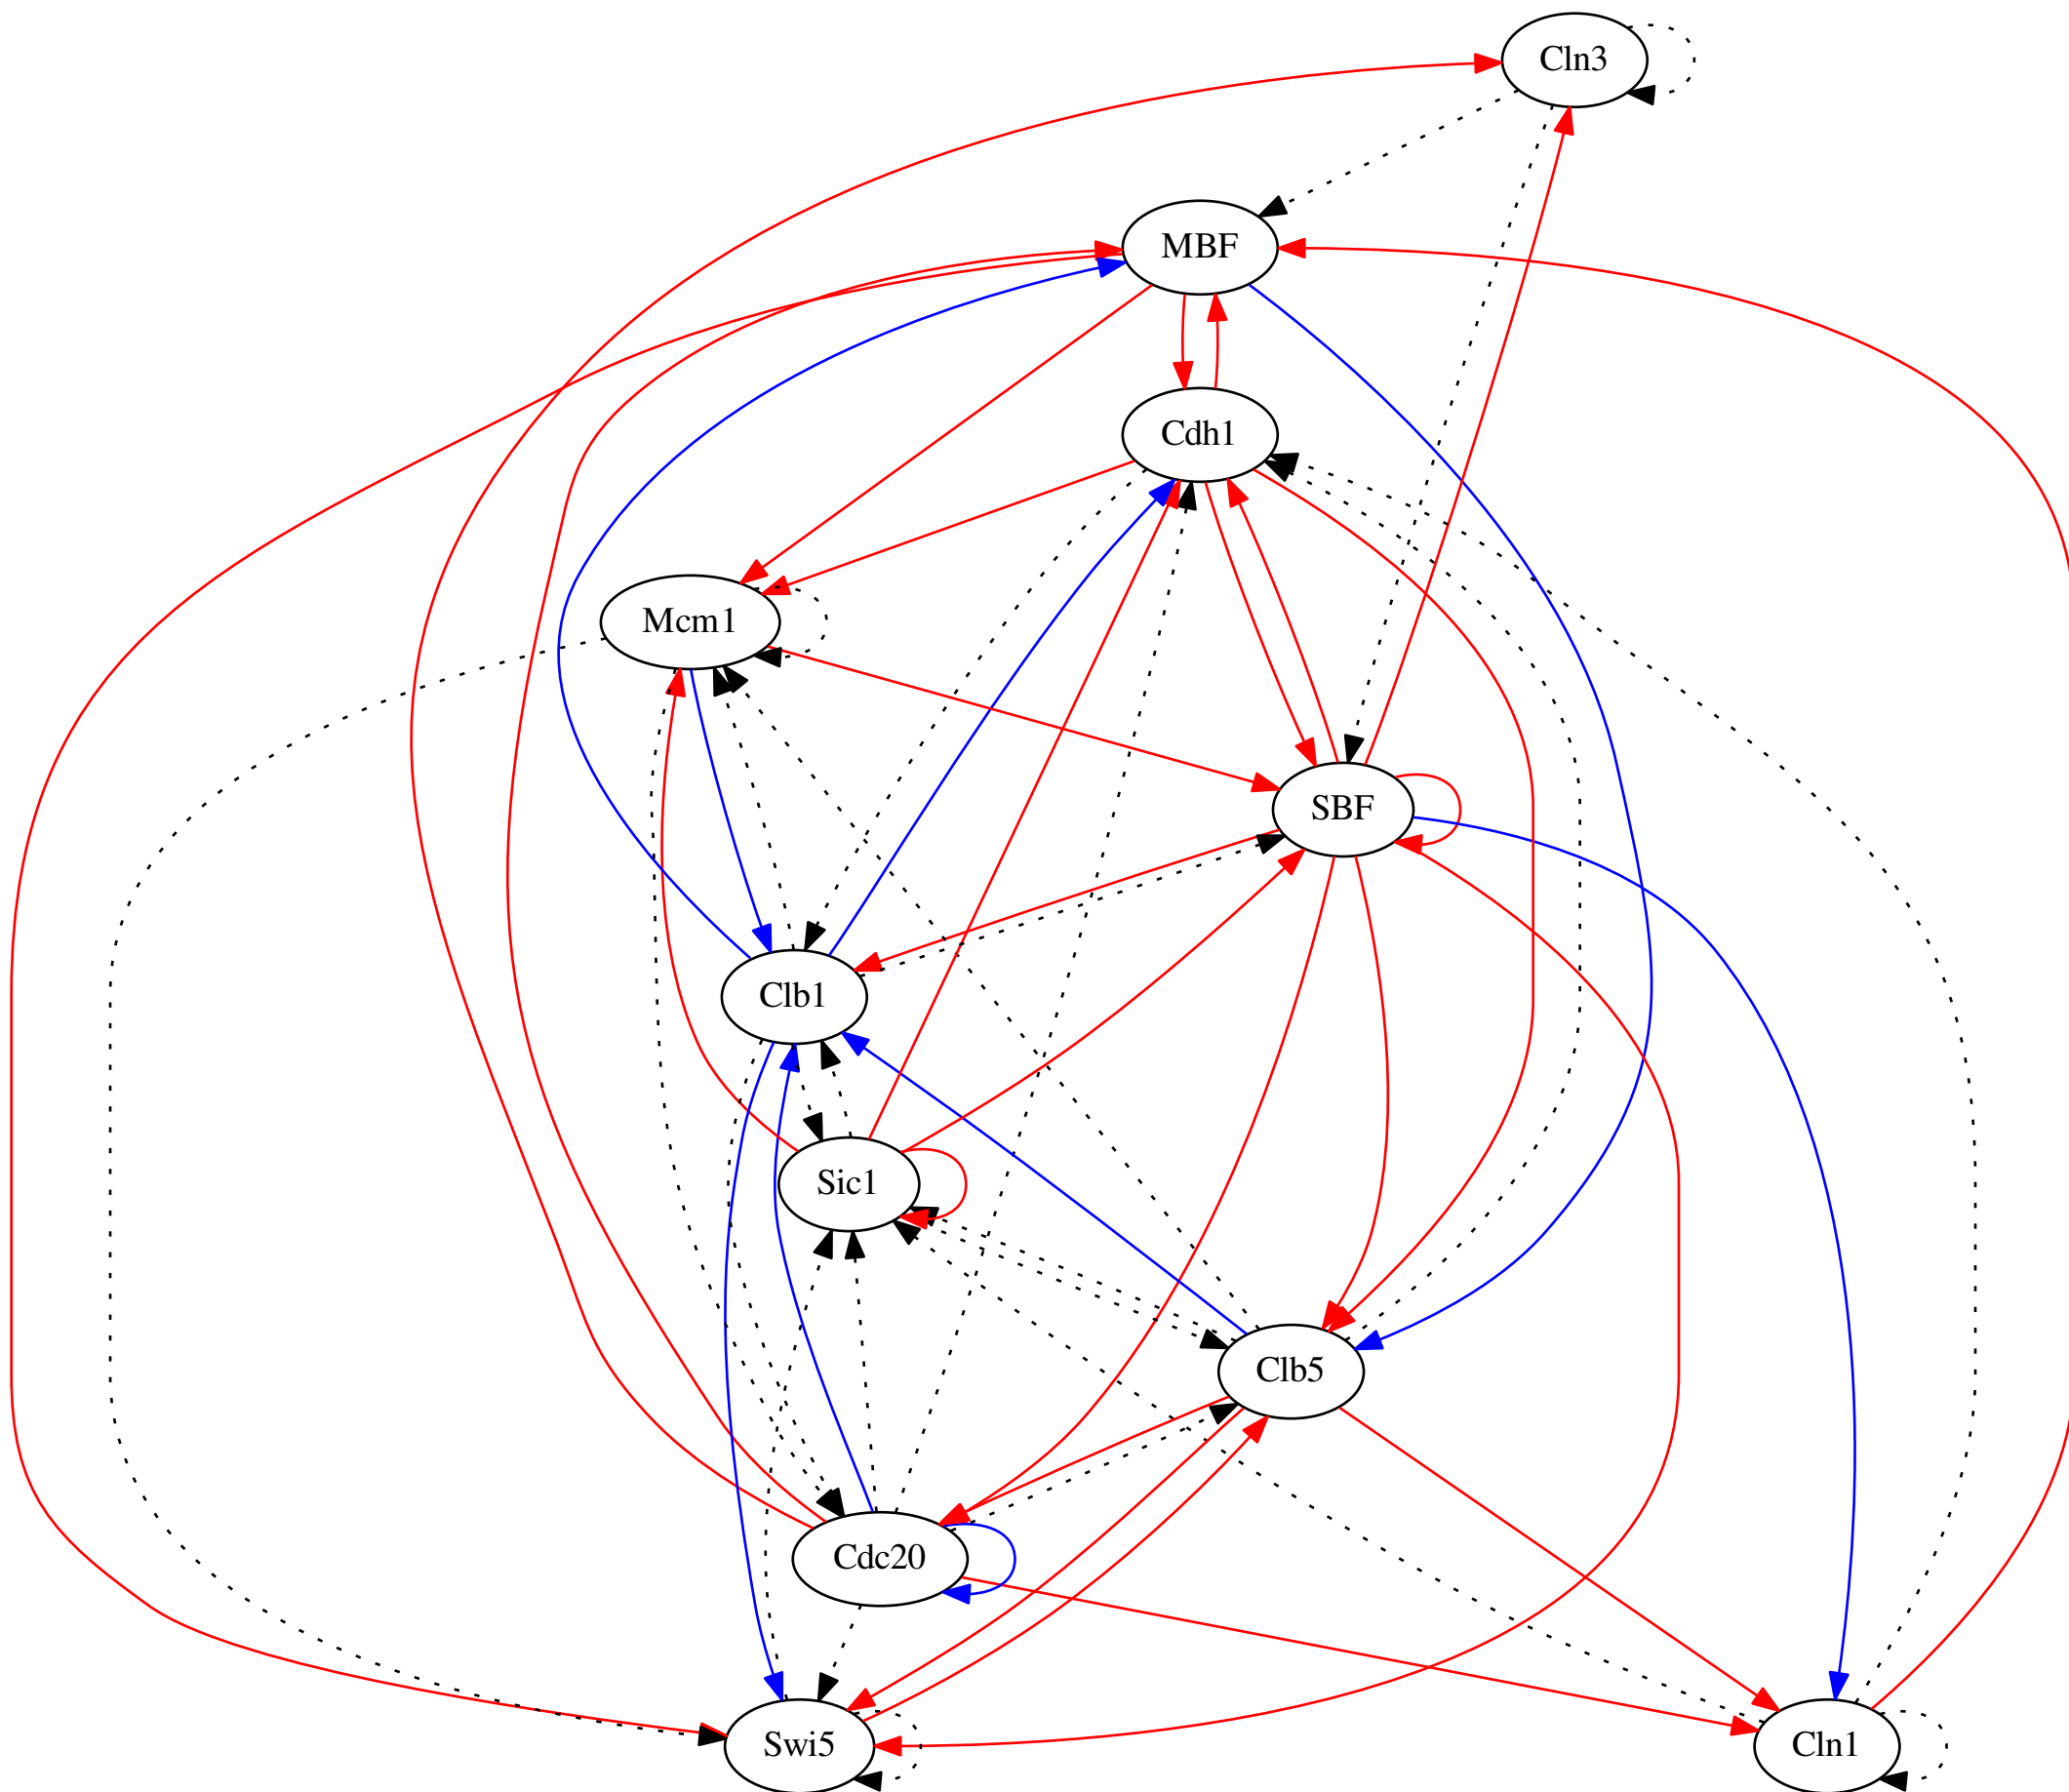 Cln3
MBF
Cdh1
Mcm1
SBF
Clb1
Sic1
Clb5
Cdc20
Swi5
Cln1